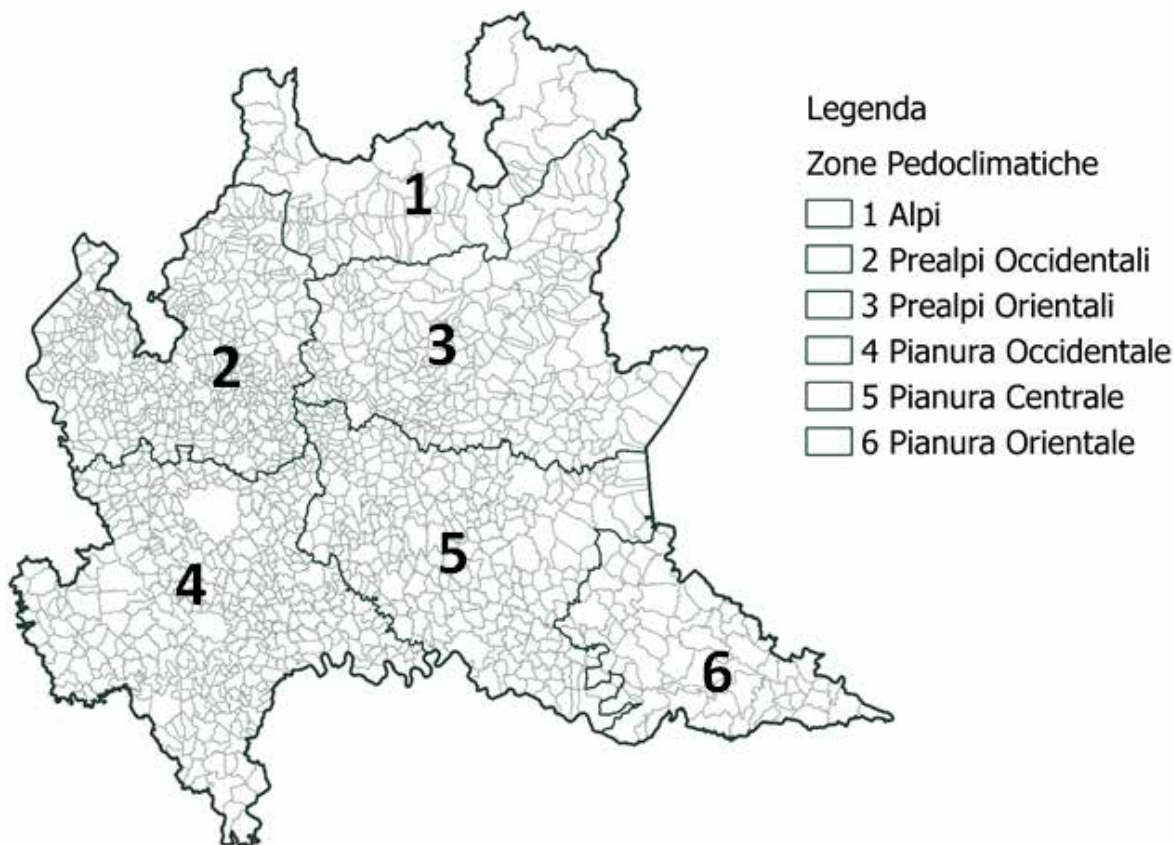 Legenda
Zone Pedoclimatiche
1 Alpi
2 Prealpi Occidentali
3 Prealpi Orientali
4 Pianura Occidentale
5 Pianura Centrale
6 Pianura Orientale
1
2
3
4
5
6